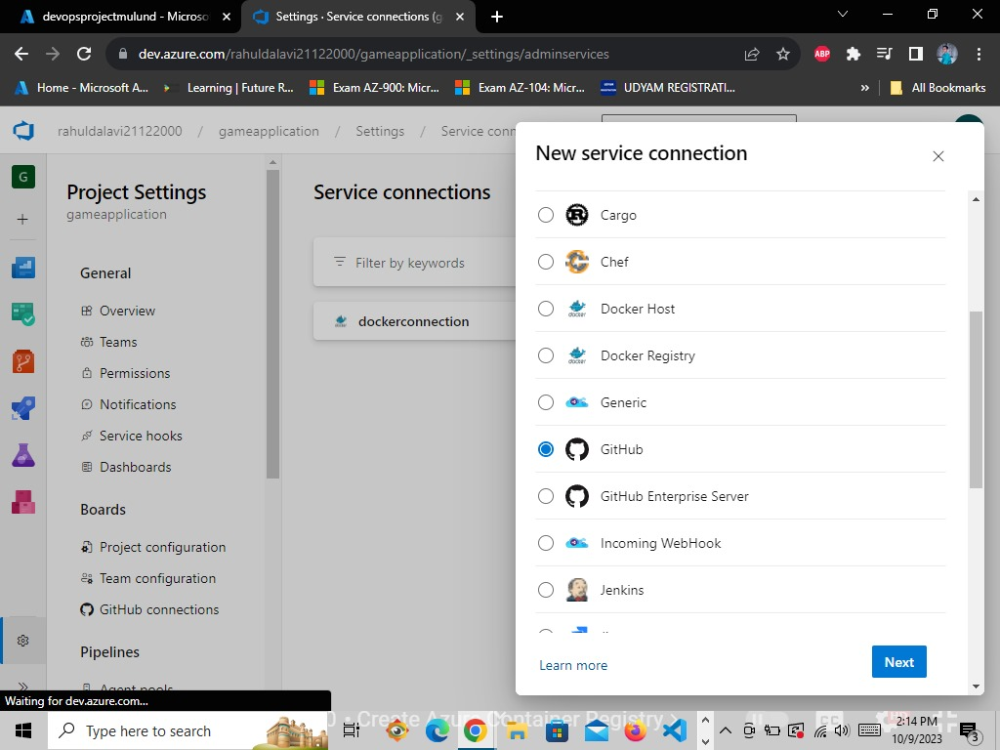 devopsprojectmulund - Microso
Settings · Service connections (g
dev.azure.com/rahuldalavi21122000/gameapplication/_settings/adminservices
ABP
Home - Microsoft A...
Learning | Future R...
Exam AZ-900: Micr...
Exam AZ-104: Micr...
UDYAM REGISTRATI...
»
All Bookmarks
rahuldalavi21122000 / gameapplication / Settings / Service conn
G
Project Settings
gameapplication
General
Overview
Teams
Permissions
Notifications
Service hooks
Dashboards
Boards
Project configuration
Team configuration
GitHub connections
Pipelines
Agent pools
Service connections
Filter by keywords
dockerconnection
New service connection
Cargo
Chef
docker
Docker Host
docker
Docker Registry
Generic
GitHub
GitHub Enterprise Server
Incoming WebHook
Jenkins
Learn more
Next
Waiting for dev.azure.com...
0 • Create Azure Container Registry
CC
Type here to search
2:14 PM
10/9/2023
3